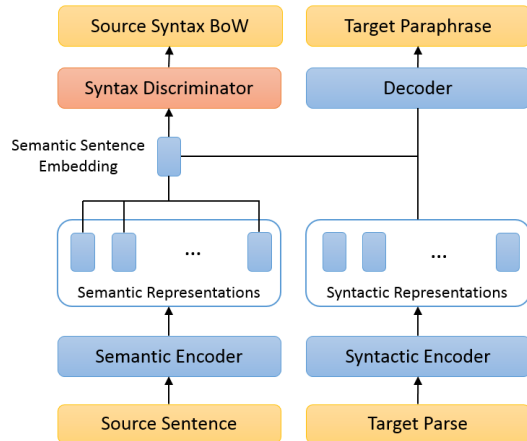 Source Syntax BoW
Target Paraphrase
Syntax Discriminator
Decoder
Semantic Sentence
Embedding
...
...
Semantic Representations
Syntactic Representations
Semantic Encoder
Syntactic Encoder
Source Sentence
Target Parse